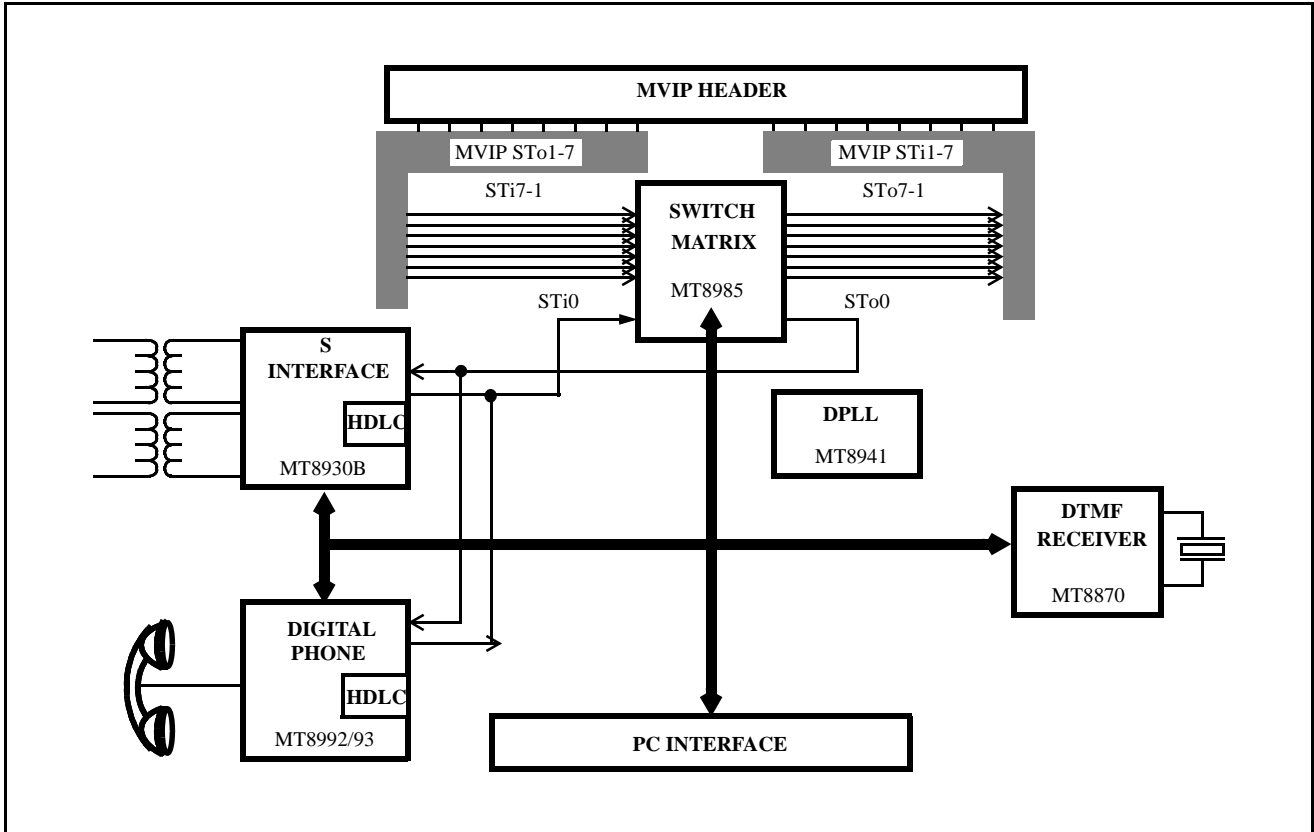 MVIP HEADER
MVIP STo1-7
MVIP STi1-7
STi7-1
STo7-1
SWITCH
MATRIX
MT8985
STi0
STo0
S
INTERFACE
HDLC
MT8930B
DPLL
MT8941
DTMF
RECEIVER
MT8870
DIGITAL
PHONE
HDLC
MT8992/93
PC INTERFACE